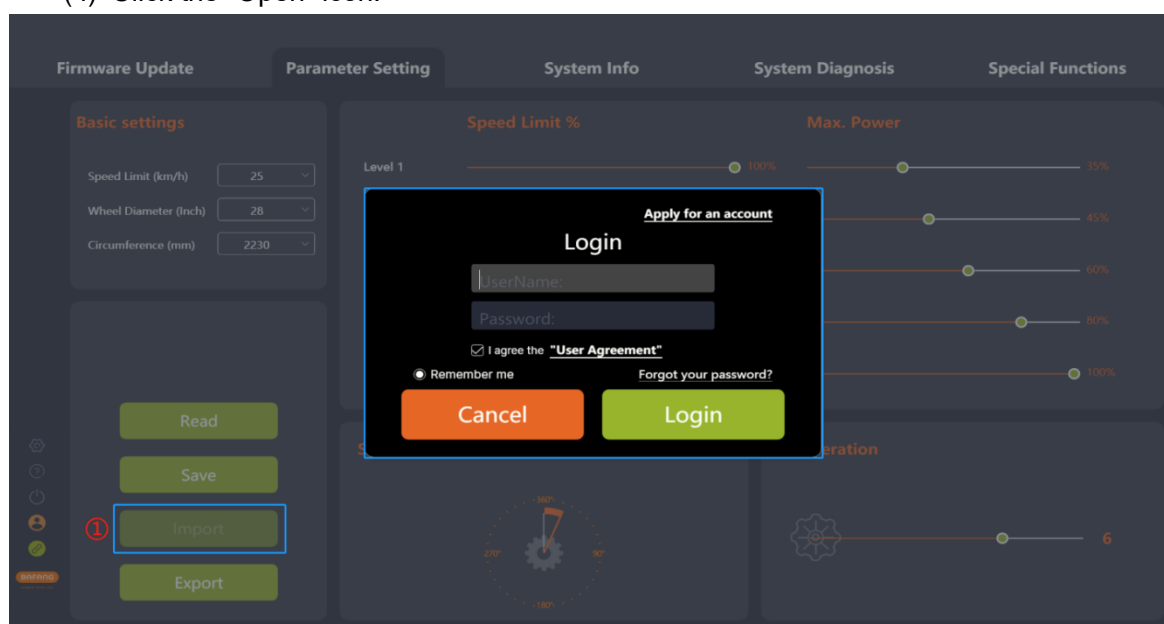 (4) Click the "Open" icon.
Firmware Update Parameter Setting System Info System Diagnosis Special Functions
Basic settings
Speed Limit (km/h) 25
Wheel Diameter (Inch) 28
Circumference (mm) 2230
Speed Limit % Max. Power
Level 1 100% 35%
45%
60%
80%
100%
Apply for an account
Login
UserName:
Password:
I agree the "User Agreement"
Remember me Forgot your password?
Cancel Login
Read
Save
① Import
Export
360°
270° 90°
180°
eration
6
BAFANG